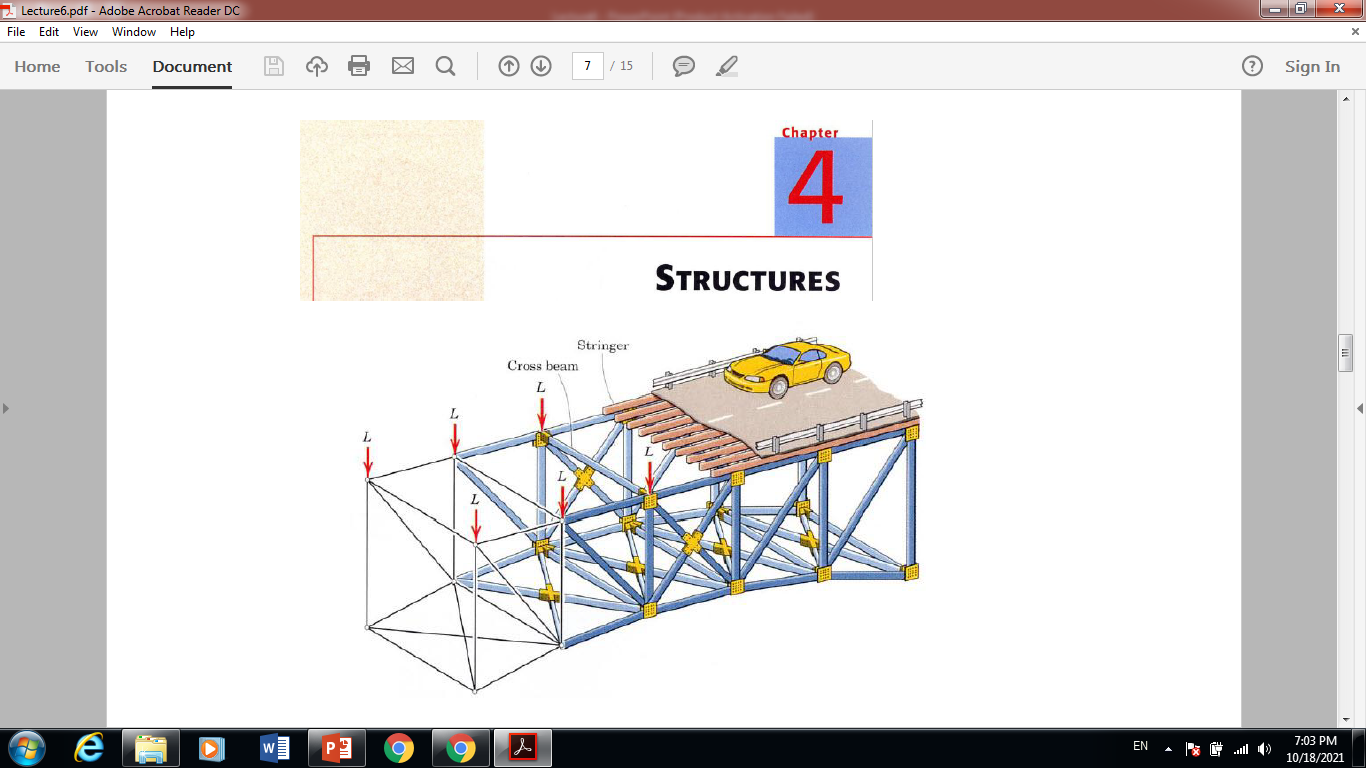 Lecture6.pdf - Adobe Acrobat Reader DC
File Edit View Window Help
Home Tools Document 7 / 15 Sign In
Chapter
4
STRUCTURES
Stringer
Cross beam
L
L
L
L
L
L
EN
7:03 PM
10/18/2021